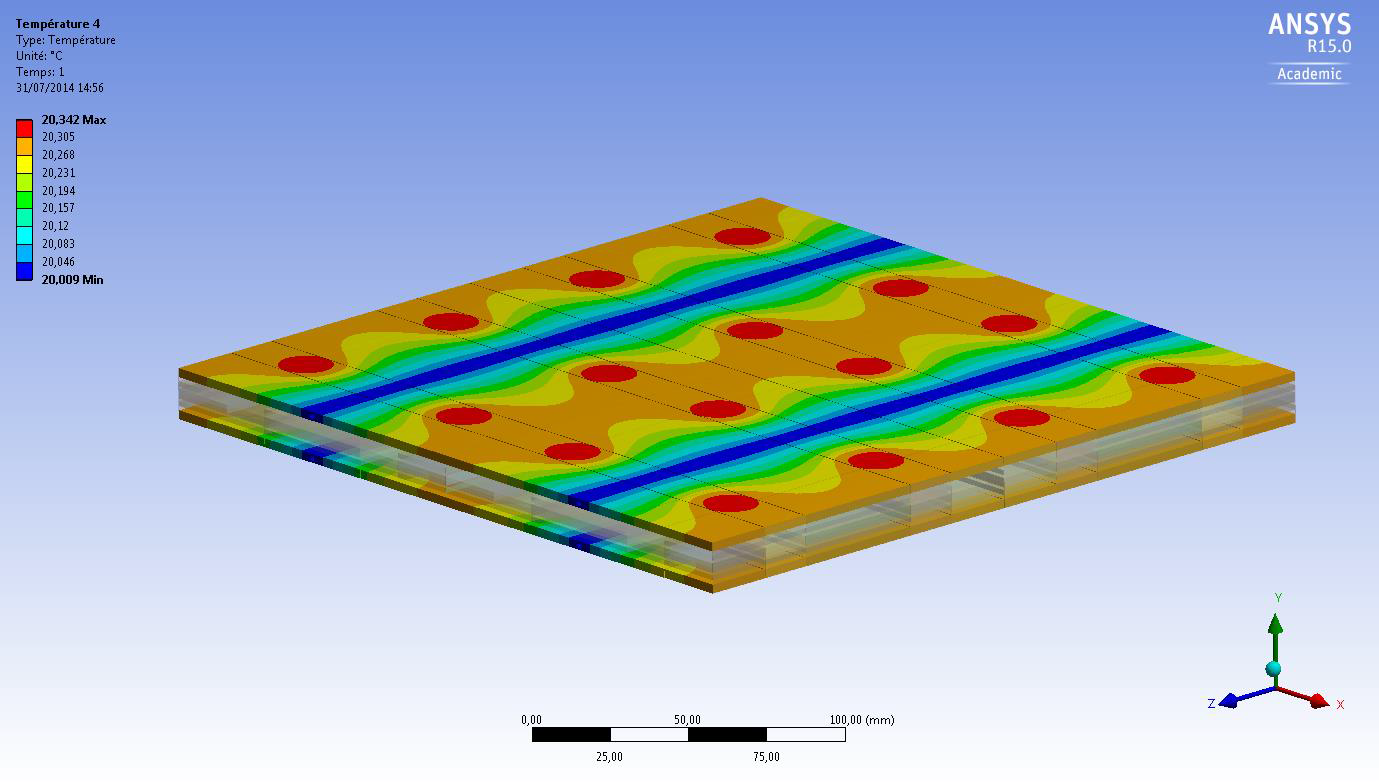 Température 4
Type: Température
Unité: °C
Temps: 1
31/07/2014 14:56
20,342 Max
20,305
20,268
20,231
20,194
20,157
20,12
20,083
20,046
20,009 Min
ANSYS
R15.0
Academic
Y
Z
X
0,00 50,00 100,00 (mm)
25,00 75,00